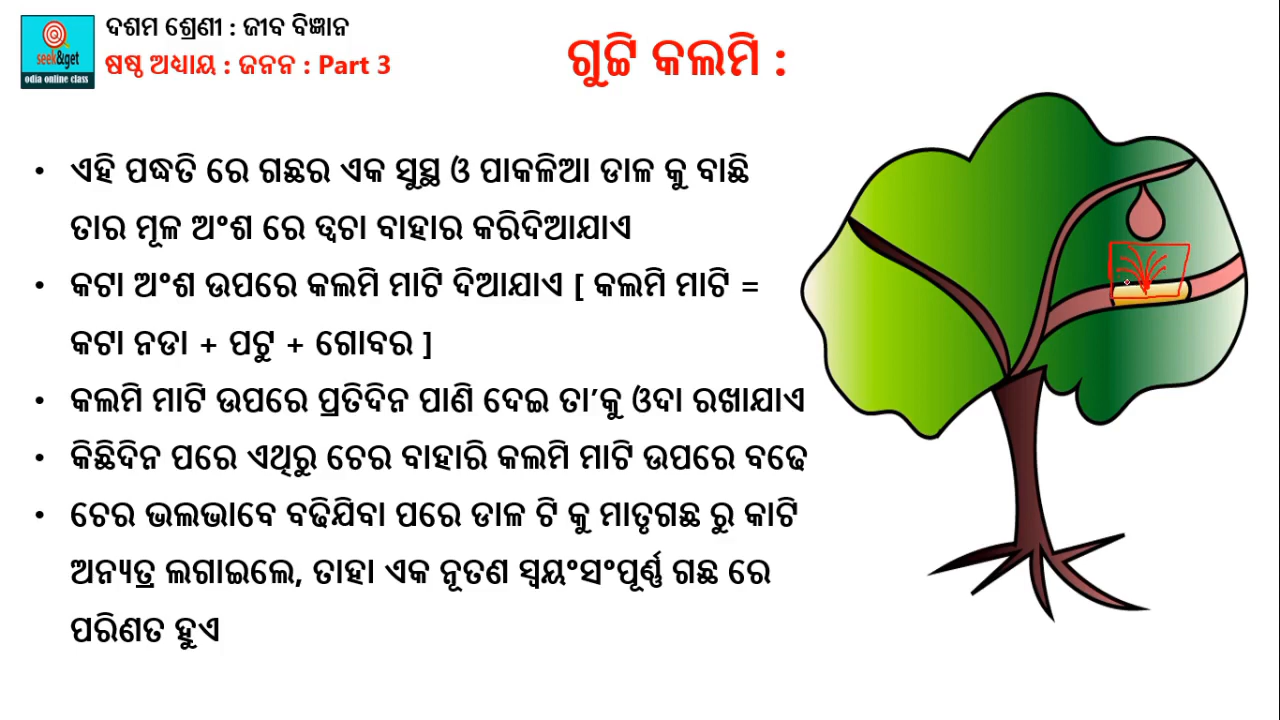 ଦଶମ ଶ୍ରେଣୀ : ଜୀବ ବିଜ୍ଞାନ
ଷଷ୍ଠ ଅଧ୍ୟାୟ : ଜନନ : Part 3
seek&get
odia online class
ଗୁଟ୍ଟି କଲମି :
• ଏହି ପଦ୍ଧତି ରେ ଗଛର ଏକ ସୁସ୍ଥ ଓ ପାକଳିଆ ଡାଳ କୁ ବାଛି
ତାର ମୂଳ ଅଂଶ ରେ ତ୍ୱଚା ବାହାର କରିଦିଆଯାଏ
• କଟା ଅଂଶ ଉପରେ କଲମି ମାଟି ଦିଆଯାଏ [ କଲମି ମାଟି =
କଟା ନଡା + ପଟୁ + ଗୋବର ]
• କଲମି ମାଟି ଉପରେ ପ୍ରତିଦିନ ପାଣି ଦେଇ ତା’କୁ ଓଦା ରଖାଯାଏ
• କିଛିଦିନ ପରେ ଏଥିରୁ ଚେର ବାହାରି କଲମି ମାଟି ଉପରେ ବଢେ
• ଚେର ଭଲଭାବେ ବଢିଯିବା ପରେ ଡାଳ ଟି କୁ ମାତୃଗଛ ରୁ କାଟି
ଅନ୍ୟତ୍ର ଲଗାଇଲେ, ତାହା ଏକ ନୂତଣ ସ୍ୱୟଂସଂପୂର୍ଣ୍ଣ ଗଛ ରେ
ପରିଣତ ହୁଏ